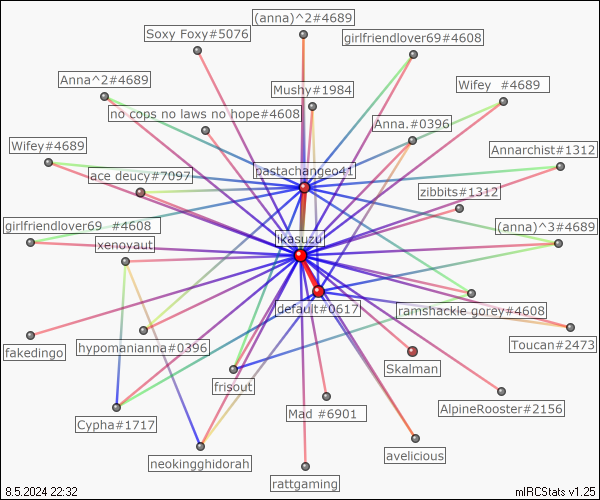 (anna)^2#4689
Soxy Foxy#5076
girlfriendlover69#4608
Anna^2#4689
Mushy#1984
Wifey_#4689
no cops no laws no hope#4608
Anna.#0396
Wifey#4689
Annarchist#1312
ace deucy#7097
pastachangeo41
zibbits#1312
girlfriendlover69_#4608
(anna)^3#4689
ikasuzu
xenoyaut
default#0617
ramshackle gorey#4608
fakedingo
hypomanianna#0396
Toucan#2473
Skalman
frisout
Cypha#1717
Mad_#6901
AlpineRooster#2156
neokingghidorah
avelicious
rattgaming
8.5.2024 22:32
mIRCStats v1.25